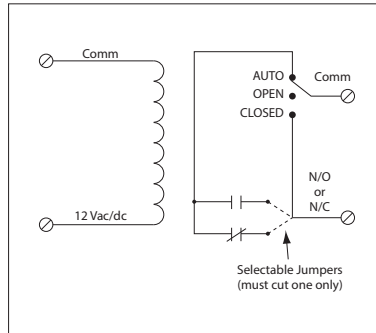 Comm
12 Vac/dc
AUTO
OPEN
CLOSED
Comm
N/O
or
N/C
Selectable Jumpers
(must cut one only)